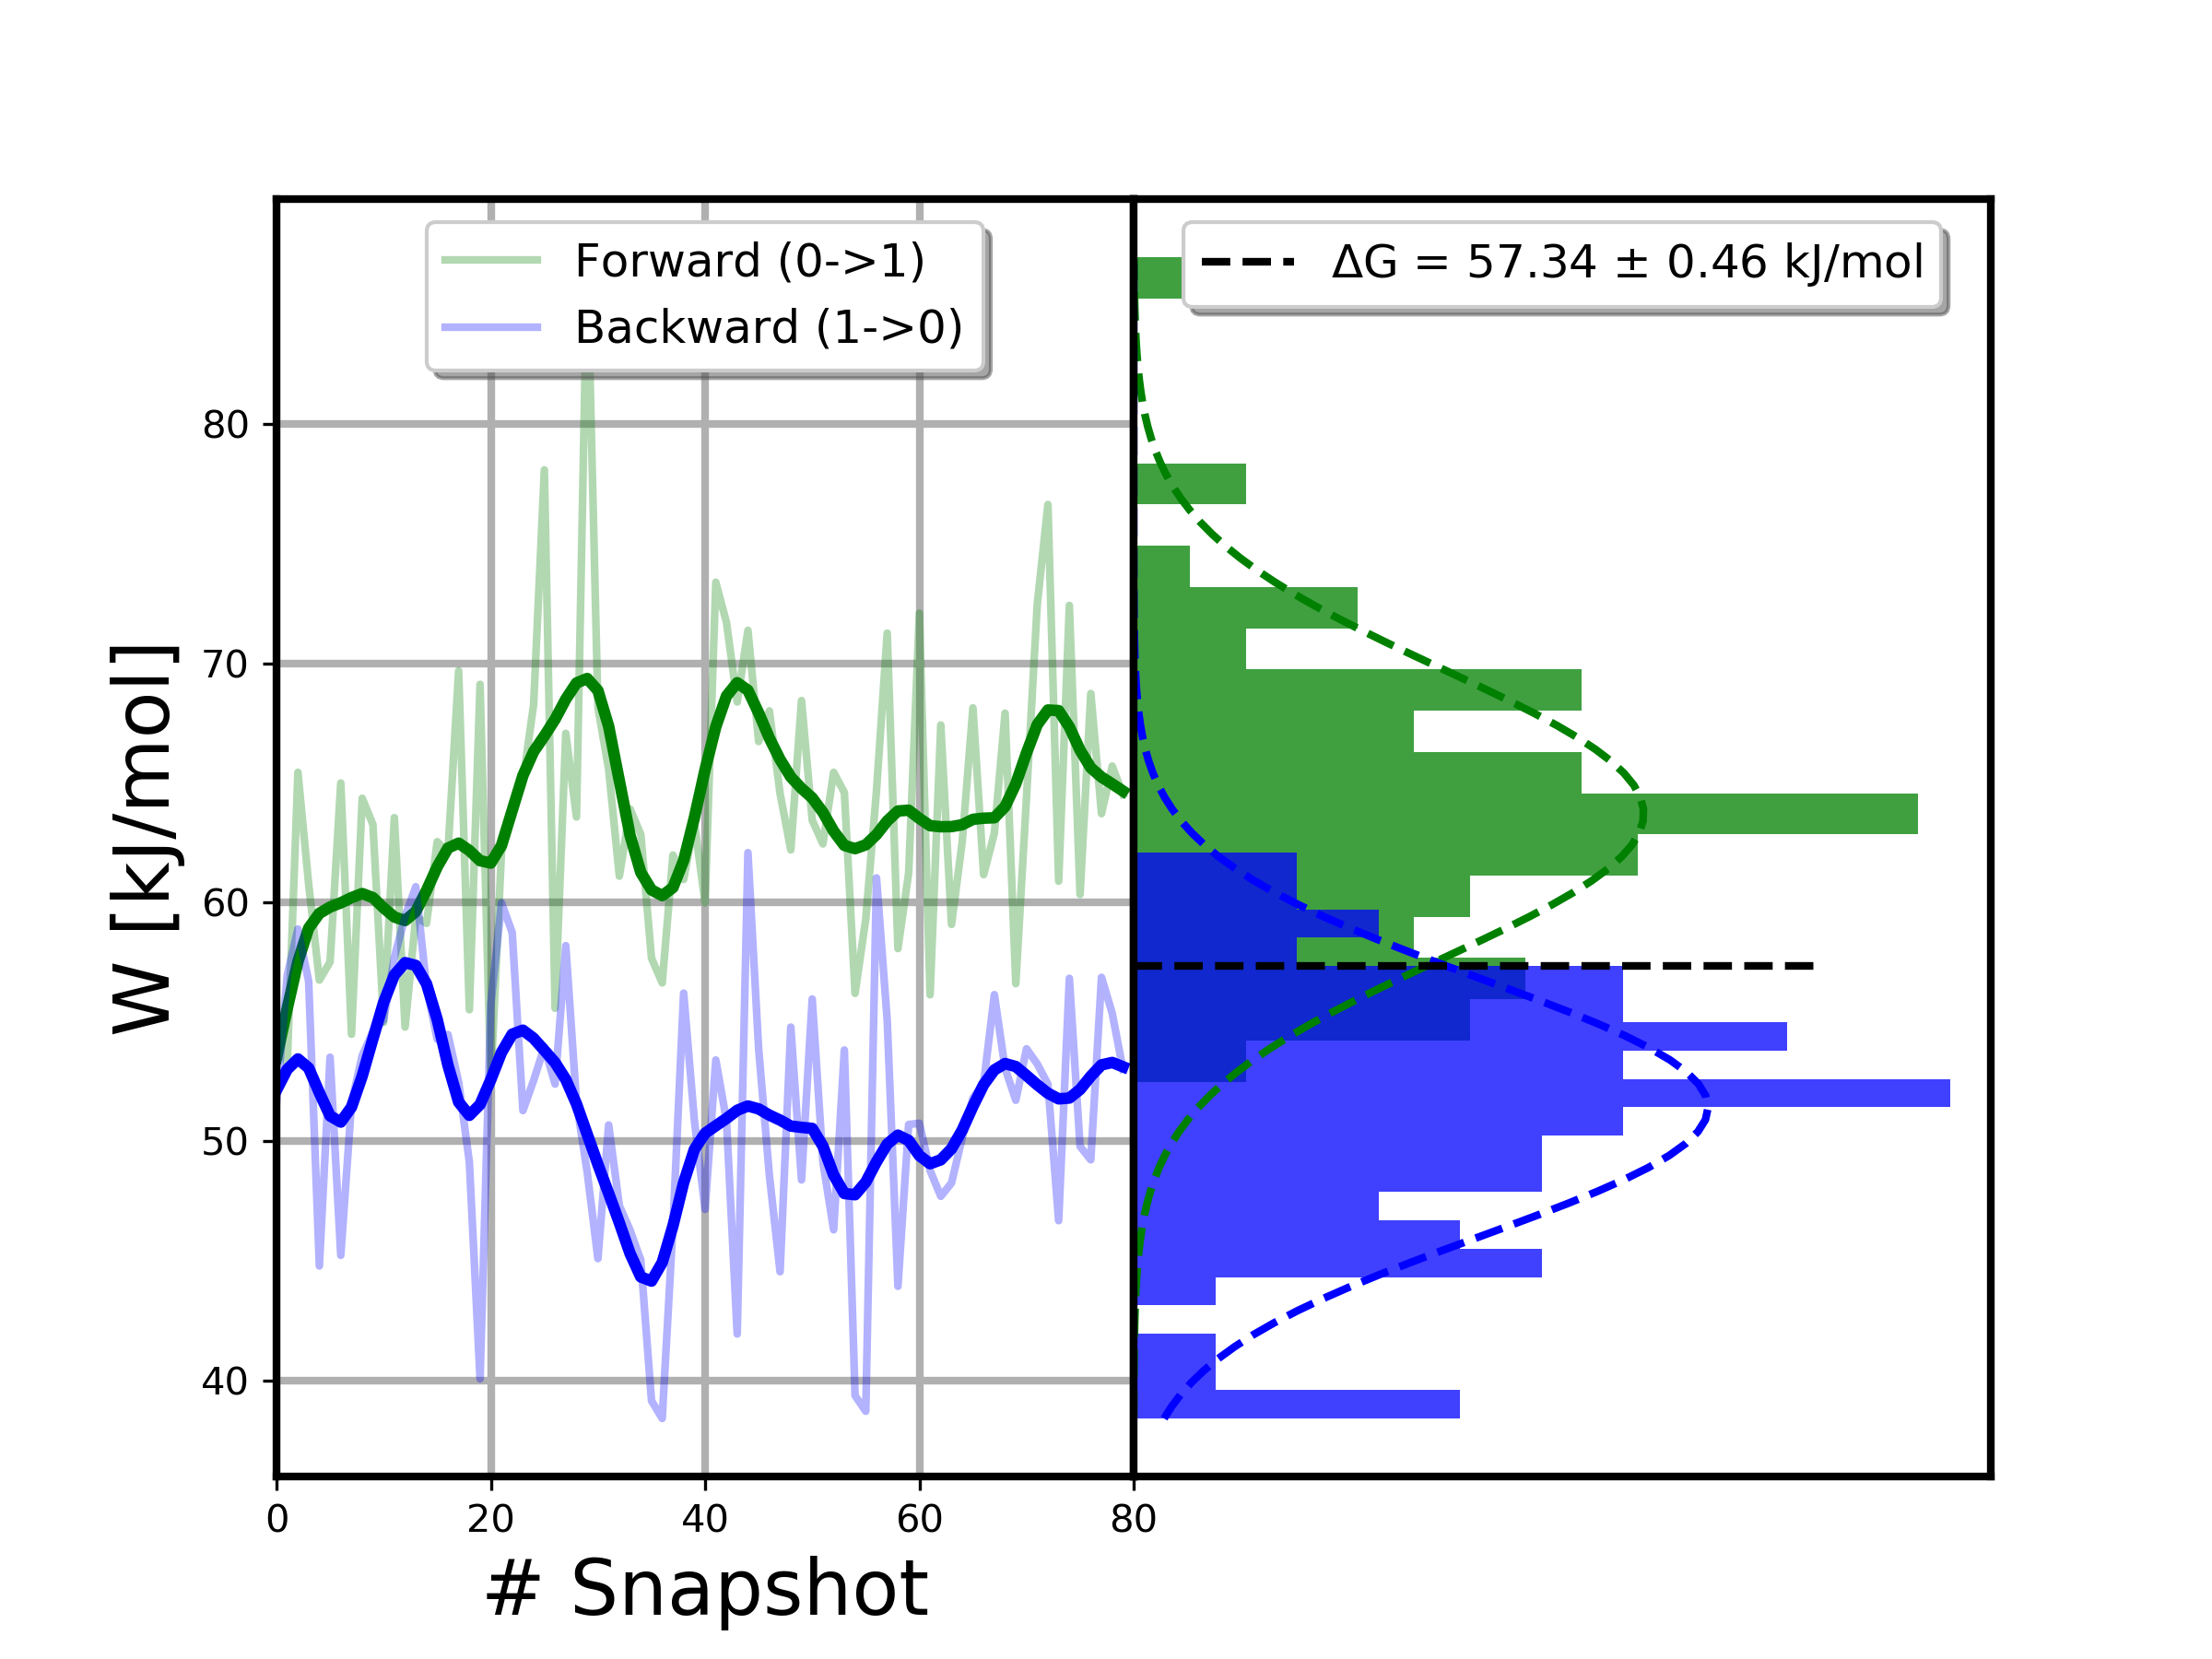 Forward (0->1)
Backward (1->0)
ΔG = 57.34 ± 0.46 kJ/mol
80
70
60
50
40
W [kJ/mol]
0 20 40 60 80
# Snapshot